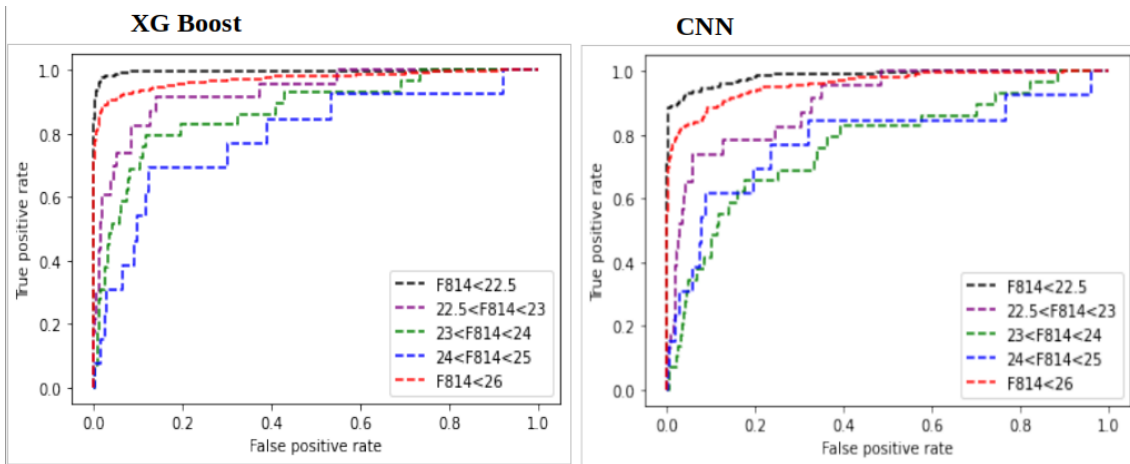 XG Boost
1.0
0.8
0.6
0.4
0.2
0.0
True positive rate
F814<22.5
22.5<F814<23
23<F814<24
24<F814<25
F814<26
0.0 0.2 0.4 0.6 0.8 1.0
False positive rate
CNN
1.0
0.8
0.6
0.4
0.2
0.0
True positive rate
F814<22.5
22.5<F814<23
23<F814<24
24<F814<25
F814<26
0.0 0.2 0.4 0.6 0.8 1.0
False positive rate